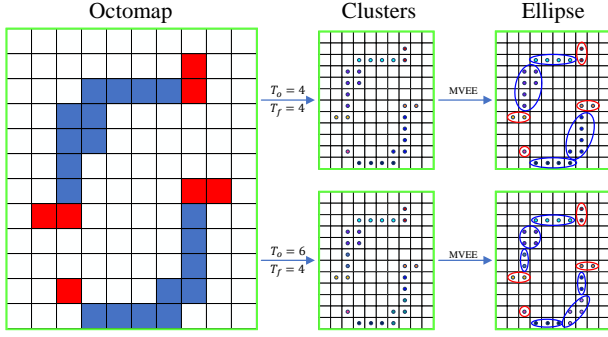 Octomap
Clusters
Ellipse
T_o = 4
T_f = 4
MVEE
T_o = 6
T_f = 4
MVEE